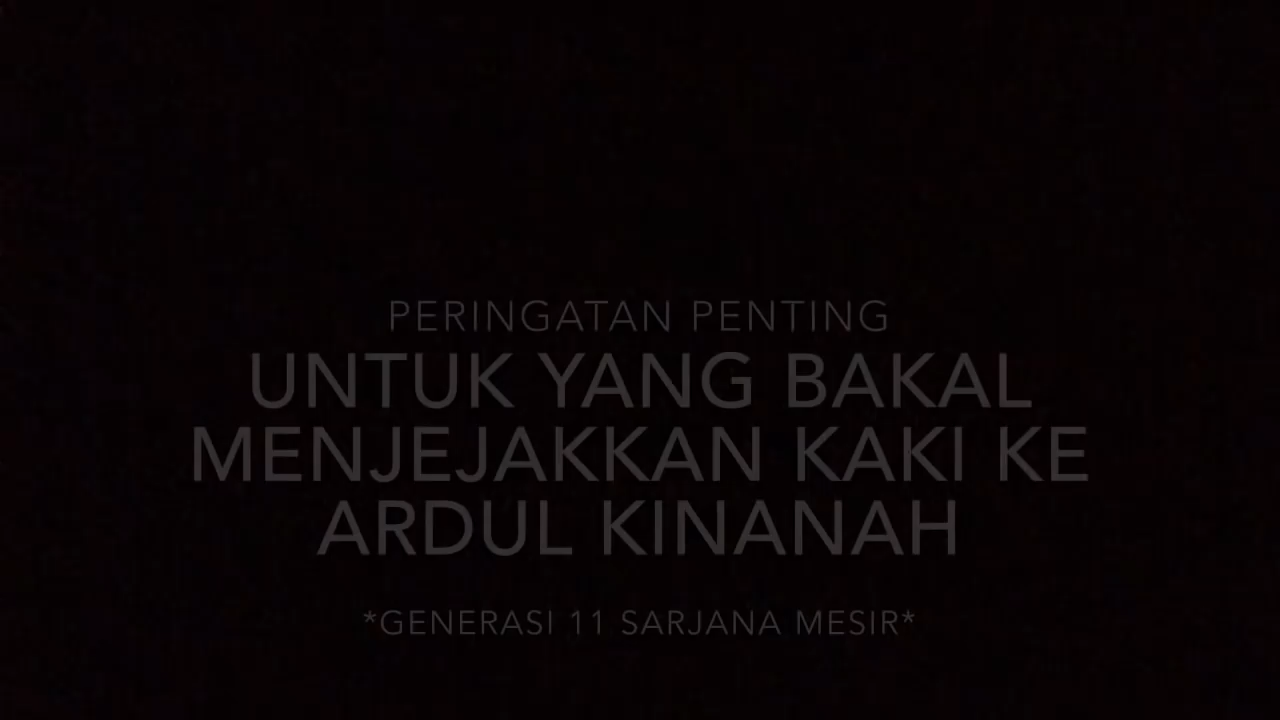 PERINGATAN PENTING
UNTUK YANG BAKAL
MENJEJAKKAN KAKI KE
ARDUL KINANAH
*GENERASI 11 SARJANA MESIR*